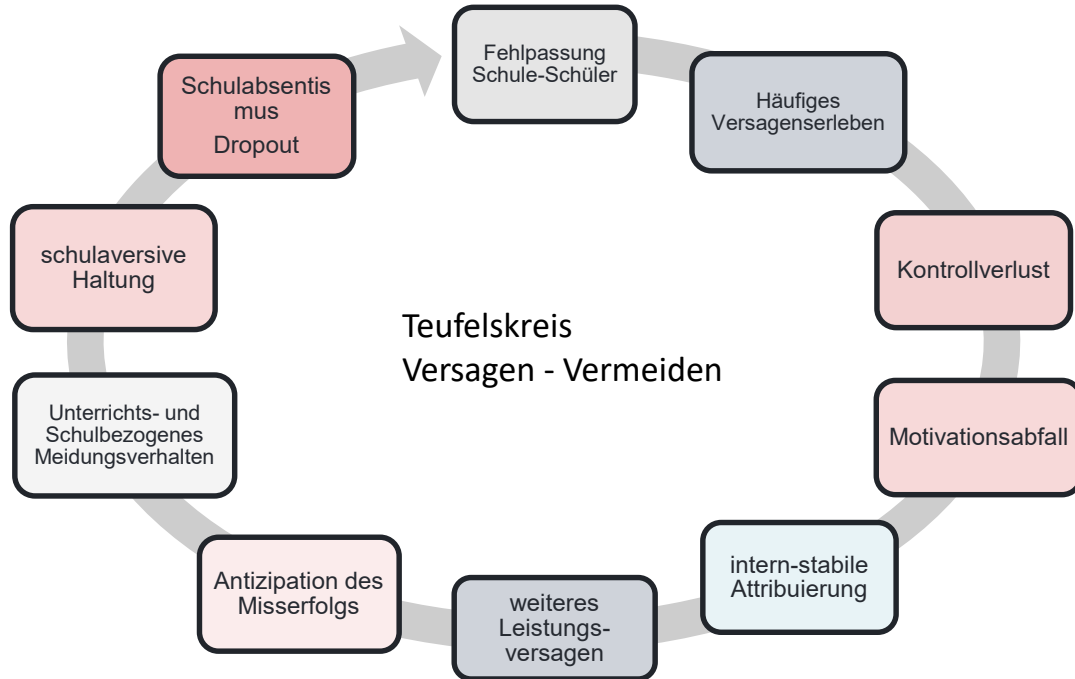 Fehlpassung
Schule-Schüler
Häufiges
Versagenserleben
Kontrollverlust
Motivationsabfall
intern-stabile
Attribuierung
weiteres
Leistungs-
versagen
Antizipation des
Misserfolgs
Unterrichts- und
Schulbezogenes
Meidungsverhalten
schulaversive
Haltung
Schulabsentis
mus
Dropout
Teufelskreis
Versagen - Vermeiden